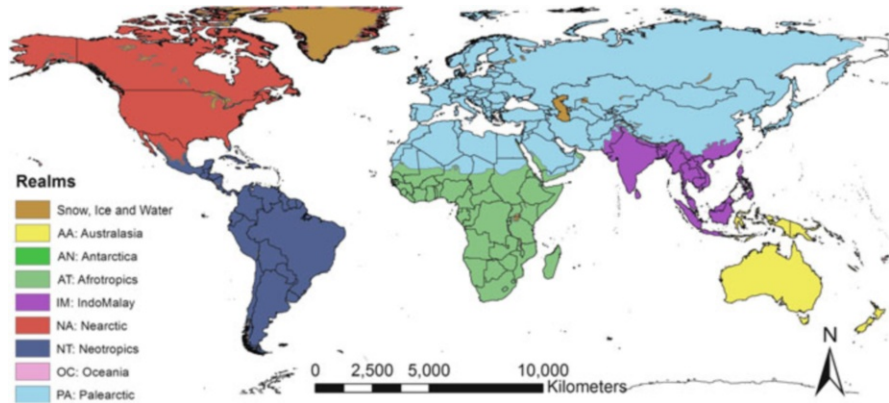 Realms
Snow, Ice and Water
AA: Australasia
AN: Antarctica
AT: Afrotropics
IM: IndoMalay
NA: Nearctic
NT: Neotropics
OC: Oceania
PA: Palearctic
0 2,500 5,000 10,000
Kilometers
N